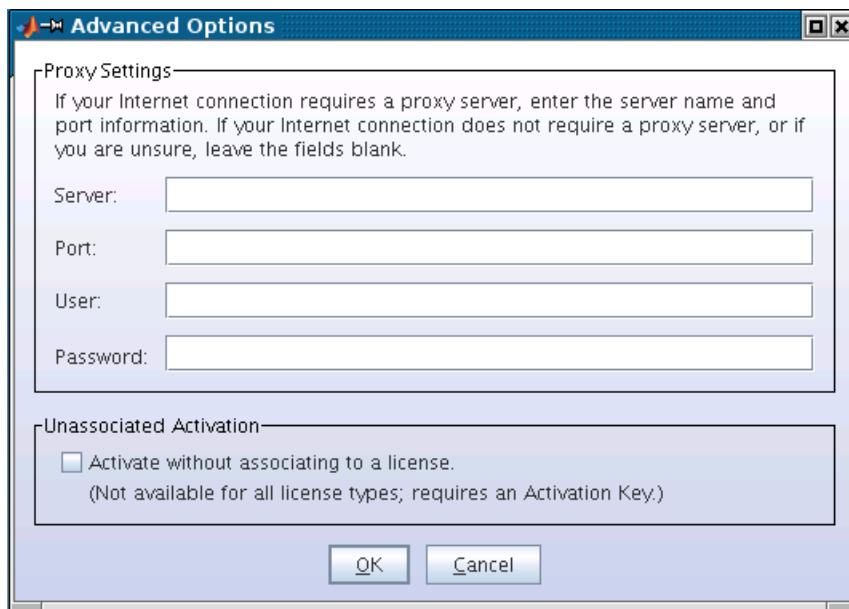 Advanced Options
Proxy Settings
If your Internet connection requires a proxy server, enter the server name and
port information. If your Internet connection does not require a proxy server, or if
you are unsure, leave the fields blank.
Server:
Port:
User:
Password:
Unassociated Activation
Activate without associating to a license.
(Not available for all license types; requires an Activation Key.)
OK Cancel